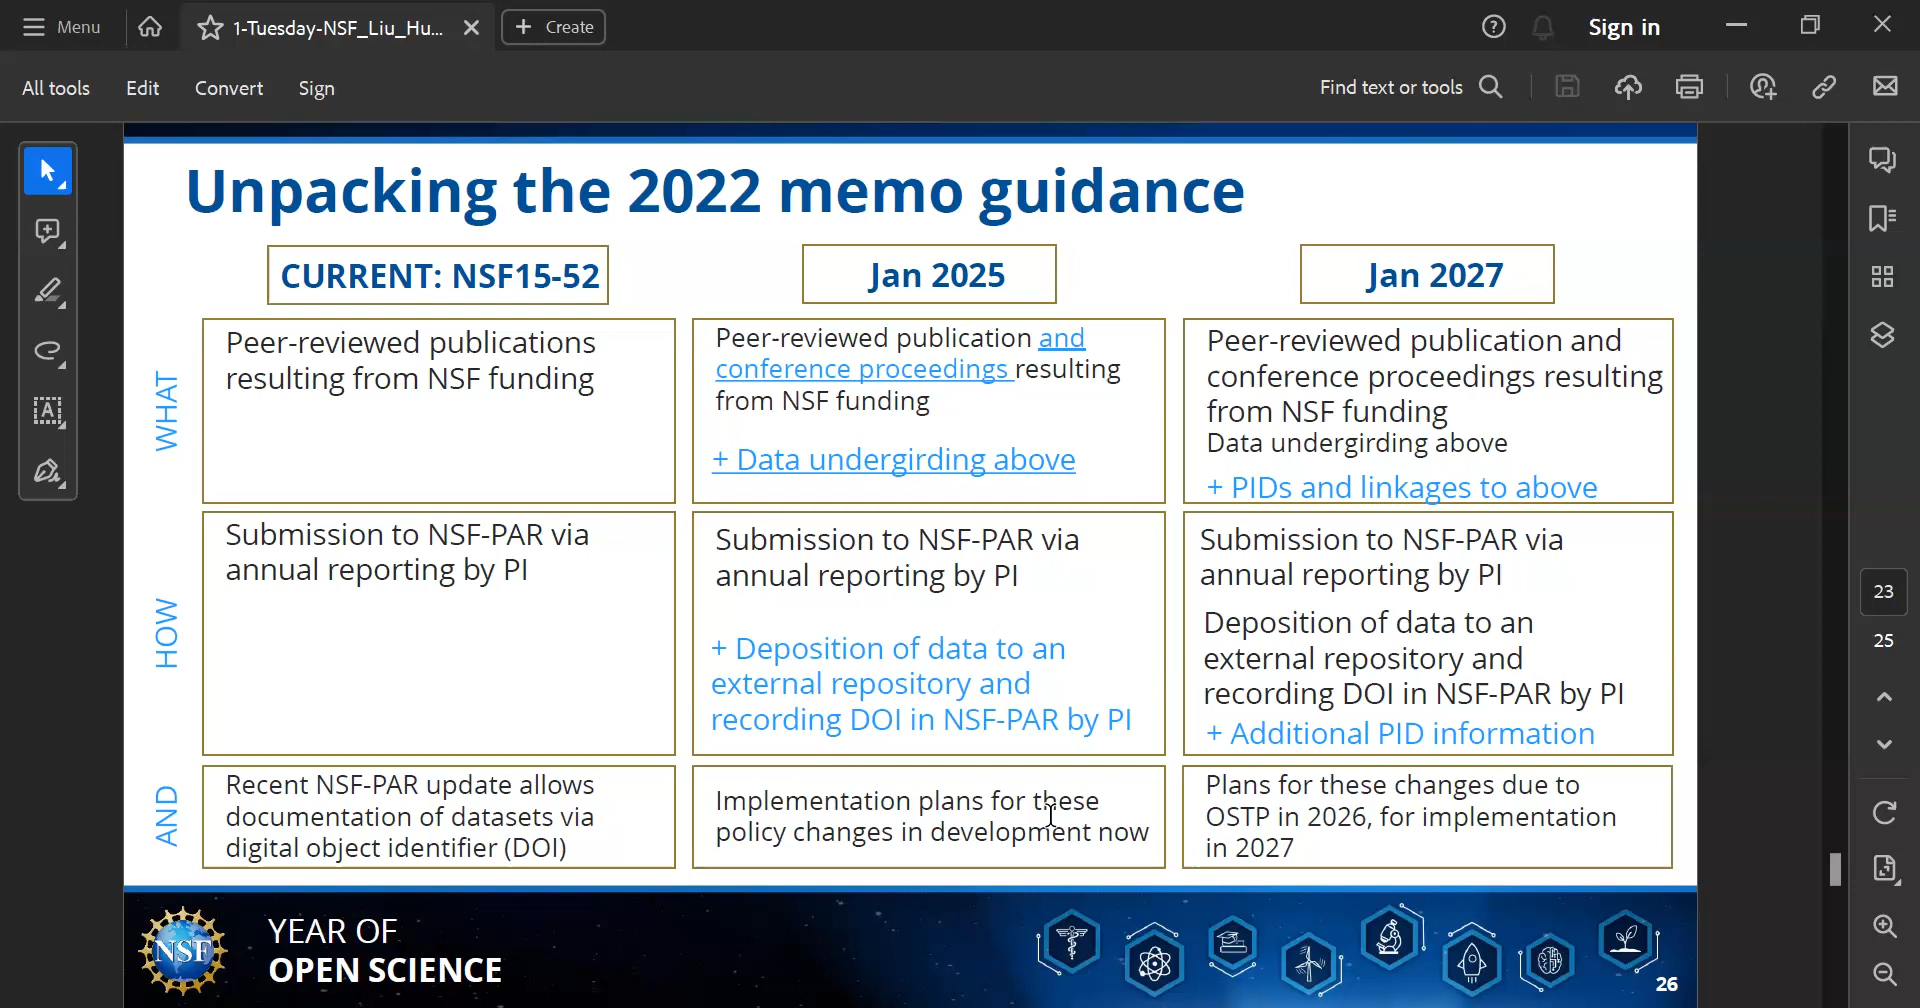 Menu
1-Tuesday-NSF_Liu_Hu...
Create
Sign in
All tools
Edit
Convert
Sign
Find text or tools
Unpacking the 2022 memo guidance
CURRENT: NSF15-52
Jan 2025
Jan 2027
WHAT
Peer-reviewed publications
resulting from NSF funding
Peer-reviewed publication and
conference proceedings resulting
from NSF funding
+ Data undergirding above
Peer-reviewed publication and
conference proceedings resulting
from NSF funding
Data undergirding above
+ PIDs and linkages to above
HOW
Submission to NSF-PAR via
annual reporting by PI
Submission to NSF-PAR via
annual reporting by PI
+ Deposition of data to an
external repository and
recording DOI in NSF-PAR by PI
Submission to NSF-PAR via
annual reporting by PI
Deposition of data to an
external repository and
recording DOI in NSF-PAR by PI
+ Additional PID information
AND
Recent NSF-PAR update allows
documentation of datasets via
digital object identifier (DOI)
Implementation plans for these
policy changes in development now
Plans for these changes due to
OSTP in 2026, for implementation
in 2027
NSF
YEAR OF
OPEN SCIENCE
26
23
25